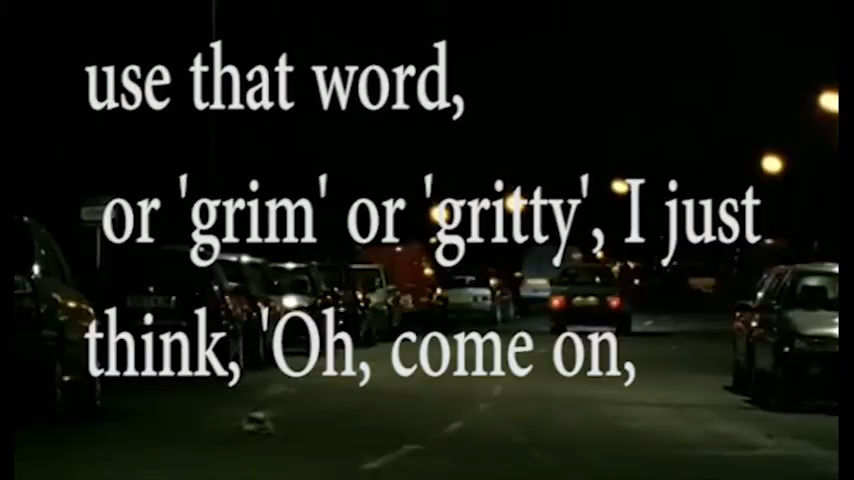 use that word,
or 'grim' or 'gritty', I just
think, 'Oh, come on,